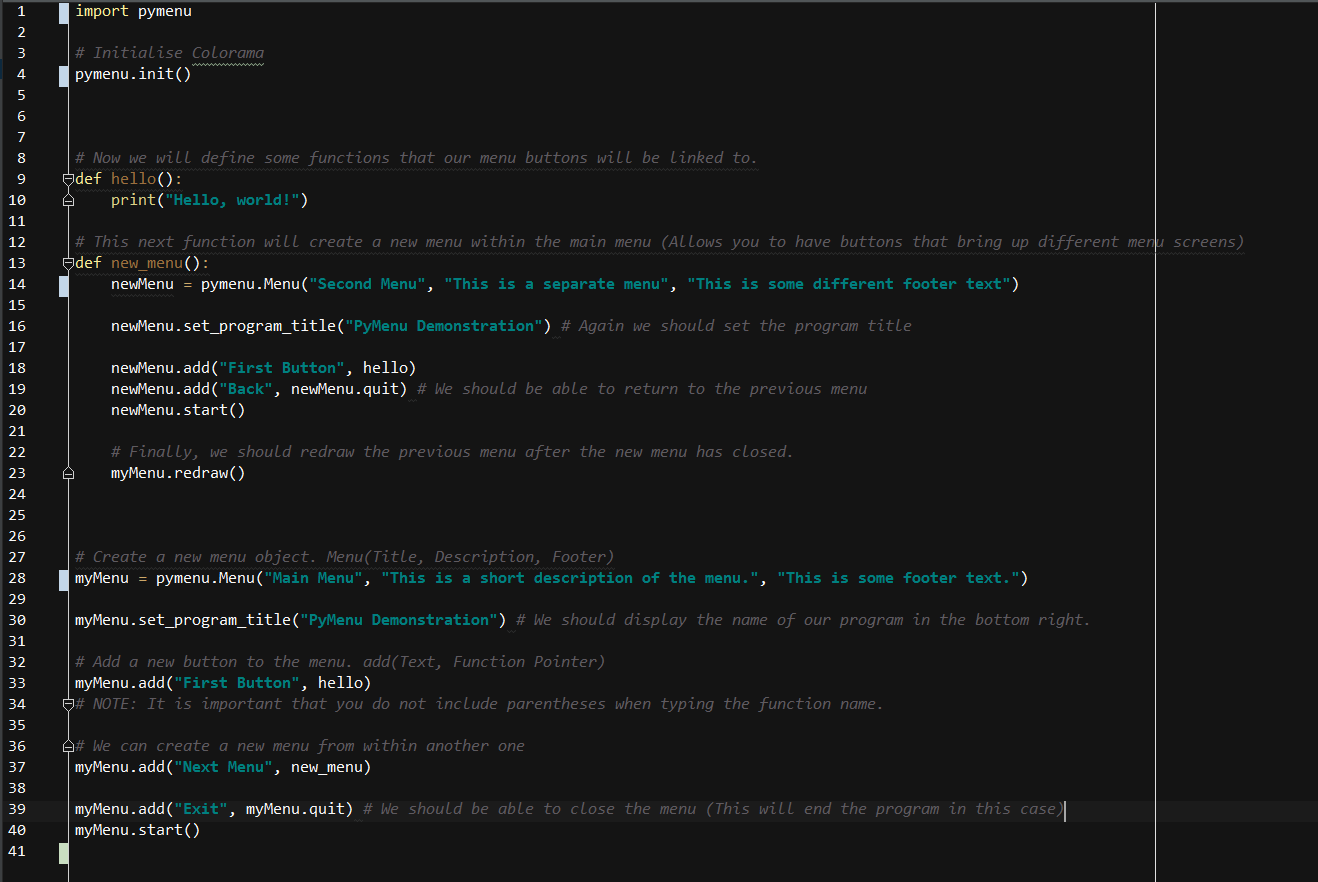 1 import pymenu
2
3 # Initialise Colorama
4 pymenu.init()
5
6
7
8 # Now we will define some functions that our menu buttons will be linked to.
9 def hello():
10     print("Hello, world!")
11
12 # This next function will create a new menu within the main menu (Allows you to have buttons that bring up different menu screens)
13 def new_menu():
14     newMenu = pymenu.Menu("Second Menu", "This is a separate menu", "This is some different footer text")
15
16     newMenu.set_program_title("PyMenu Demonstration") # Again we should set the program title
17
18     newMenu.add("First Button", hello)
19     newMenu.add("Back", newMenu.quit) # We should be able to return to the previous menu
20     newMenu.start()
21
22     # Finally, we should redraw the previous menu after the new menu has closed.
23     myMenu.redraw()
24
25
26
27 # Create a new menu object. Menu(Title, Description, Footer)
28 myMenu = pymenu.Menu("Main Menu", "This is a short description of the menu.", "This is some footer text.")
29
30 myMenu.set_program_title("PyMenu Demonstration") # We should display the name of our program in the bottom right.
31
32 # Add a new button to the menu. add(Text, Function Pointer)
33 myMenu.add("First Button", hello)
34 # NOTE: It is important that you do not include parentheses when typing the function name.
35
36 # We can create a new menu from within another one
37 myMenu.add("Next Menu", new_menu)
38
39 myMenu.add("Exit", myMenu.quit) # We should be able to close the menu (This will end the program in this case)
40 myMenu.start()
41